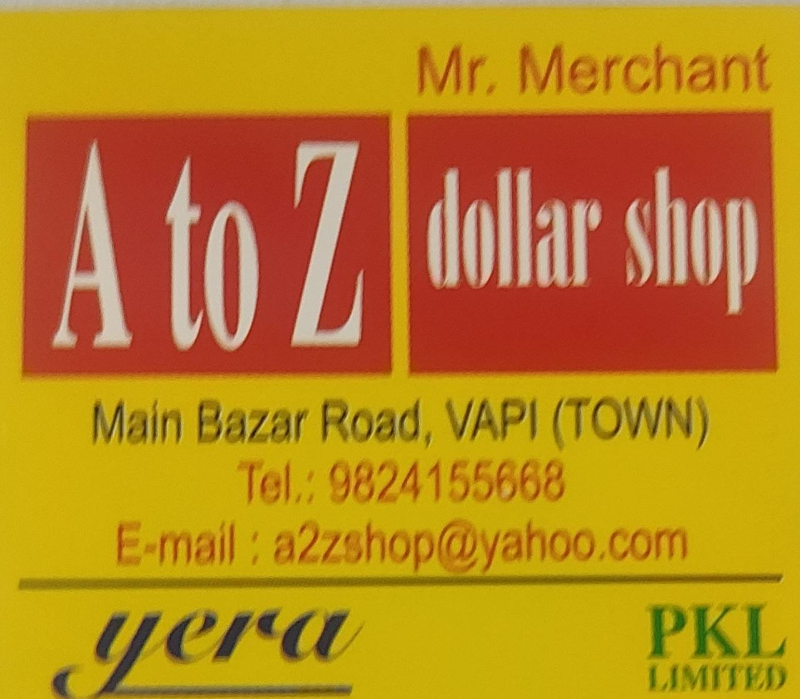 Mr. Merchant
A to Z dollar shop
Main Bazar Road, VAPI (TOWN)
Tel.: 9824155668
E-mail : a2zshop@yahoo.com
yera PKL
LIMITED